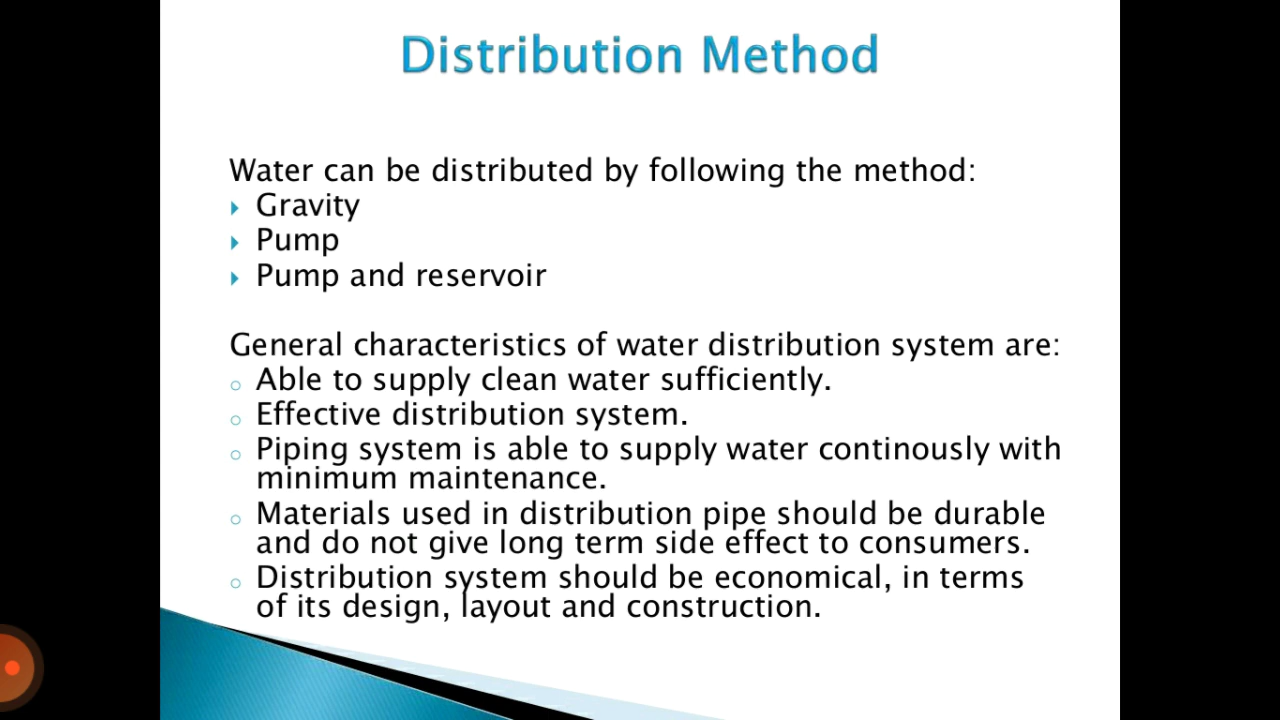 Distribution Method
Water can be distributed by following the method:
Gravity
Pump
Pump and reservoir
General characteristics of water distribution system are:
Able to supply clean water sufficiently.
Effective distribution system.
Piping system is able to supply water continously with
minimum maintenance.
Materials used in distribution pipe should be durable
and do not give long term side effect to consumers.
Distribution system should be economical, in terms
of its design, layout and construction.